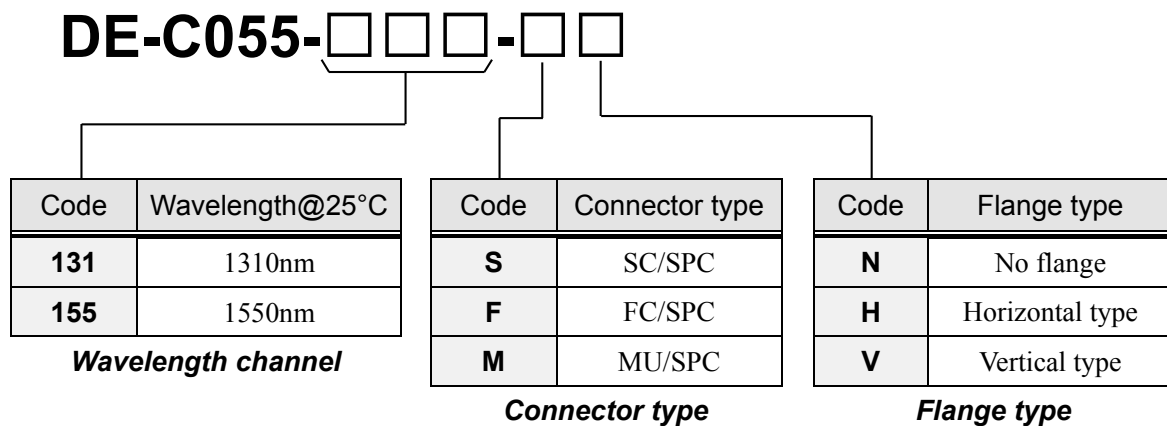 DE-C055-□□□-□□
Code Wavelength@25°C
131 1310nm
155 1550nm
Wavelength channel
Code Connector type
S SC/SPC
F FC/SPC
M MU/SPC
Connector type
Code Flange type
N No flange
H Horizontal type
V Vertical type
Flange type